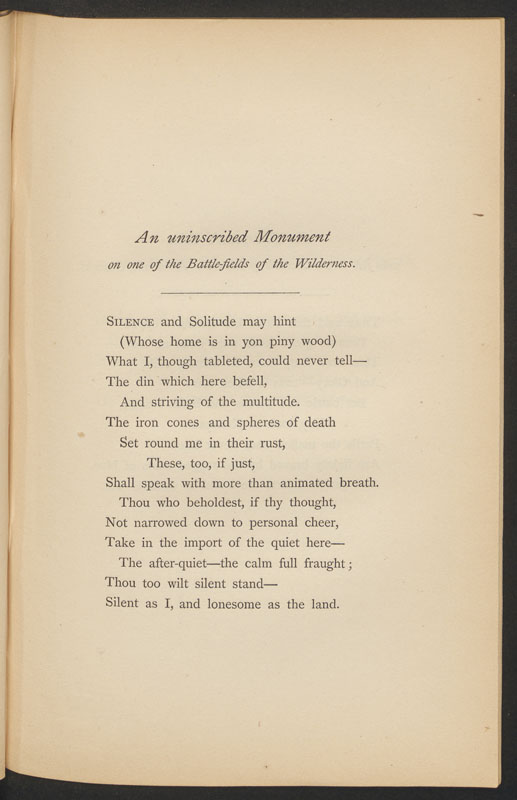 An uninscribed Monument
on one of the Battle-fields of the Wilderness.
SILENCE and Solitude may hint
(Whose home is in yon piny wood)
What I, though tableted, could never tell—
The din which here befell,
And striving of the multitude.
The iron cones and spheres of death
Set round me in their rust,
These, too, if just,
Shall speak with more than animated breath.
Thou who beholdest, if thy thought,
Not narrowed down to personal cheer,
Take in the import of the quiet here—
The after-quiet—the calm full fraught;
Thou too wilt silent stand—
Silent as I, and lonesome as the land.